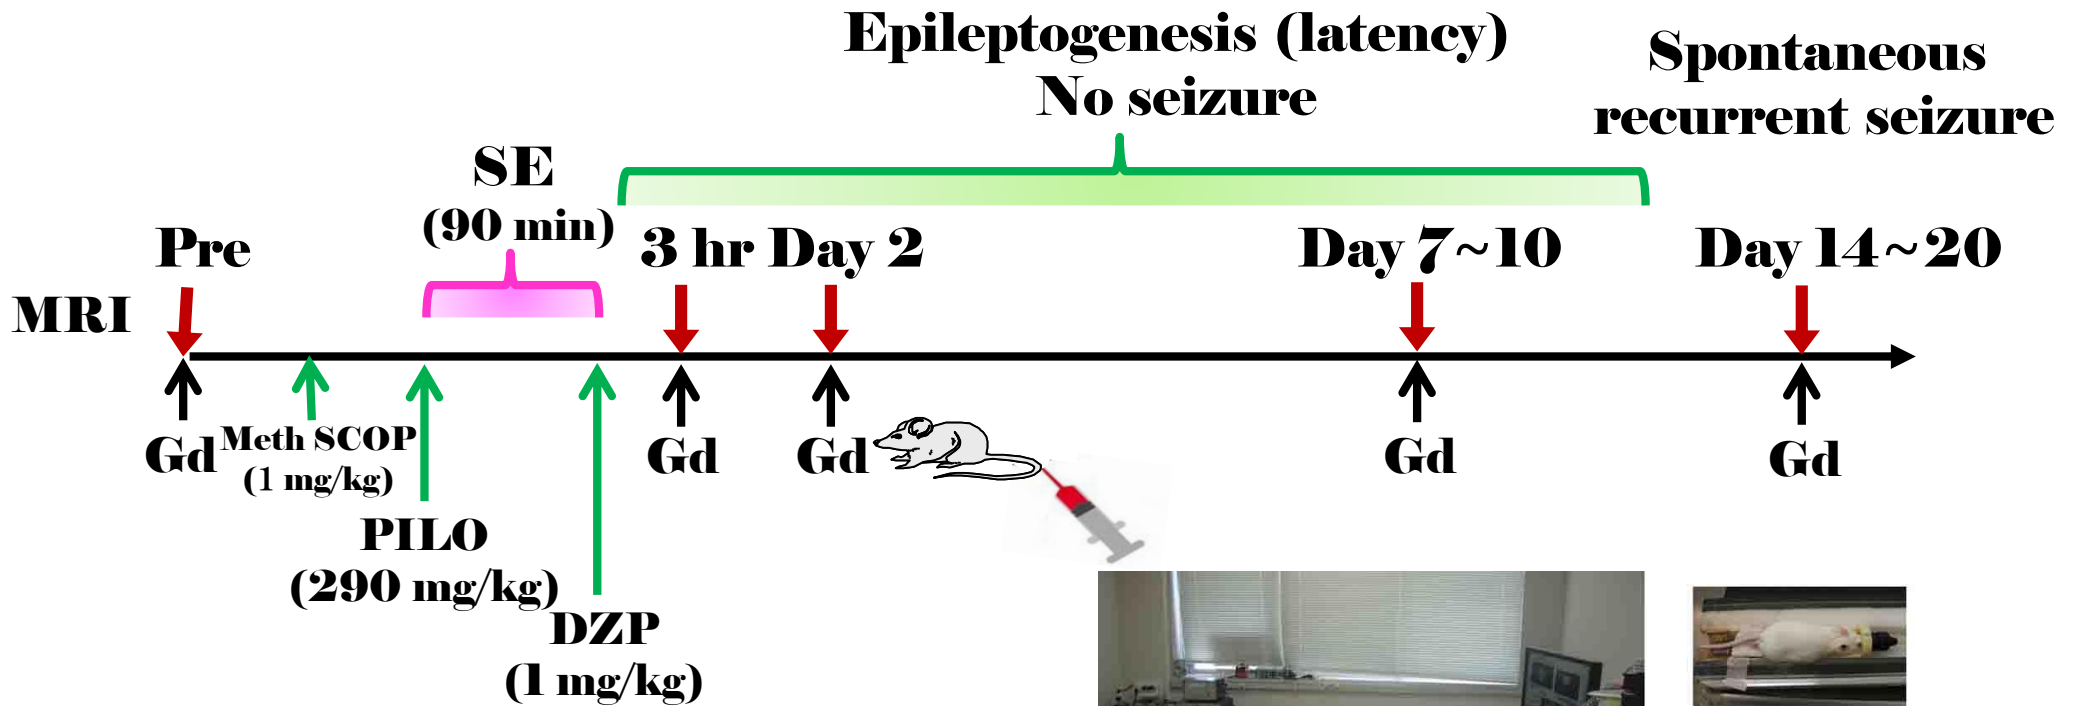 Epileptogenesis (latency)
No seizure
Spontaneous
recurrent seizure
SE
(90 min)
Pre
3 hr
Day 2
Day 7~10
Day 14~20
MRI
Gd
Meth SCOP
(1 mg/kg)
Gd
Gd
Gd
Gd
PILO
(290 mg/kg)
DZP
(1 mg/kg)